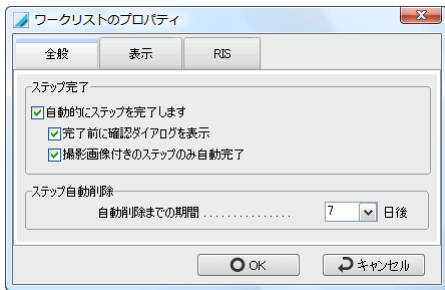 ワークリストのプロパティ
全般
表示
RIS
ステップ完了
自動的にステップを完了します
完了前に確認ダイアログを表示
撮影画像付きのステップのみ自動完了
ステップ自動削除
自動削除までの期間 . . . . . . . . . . . . . . . 7 日後
OK キャンセル